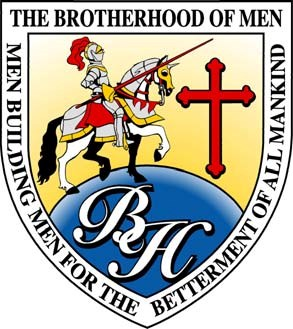 THE BROTHERHOOD OF MEN
MEN BUILDING MEN FOR THE BETTERMENT OF ALL MANKIND
BH